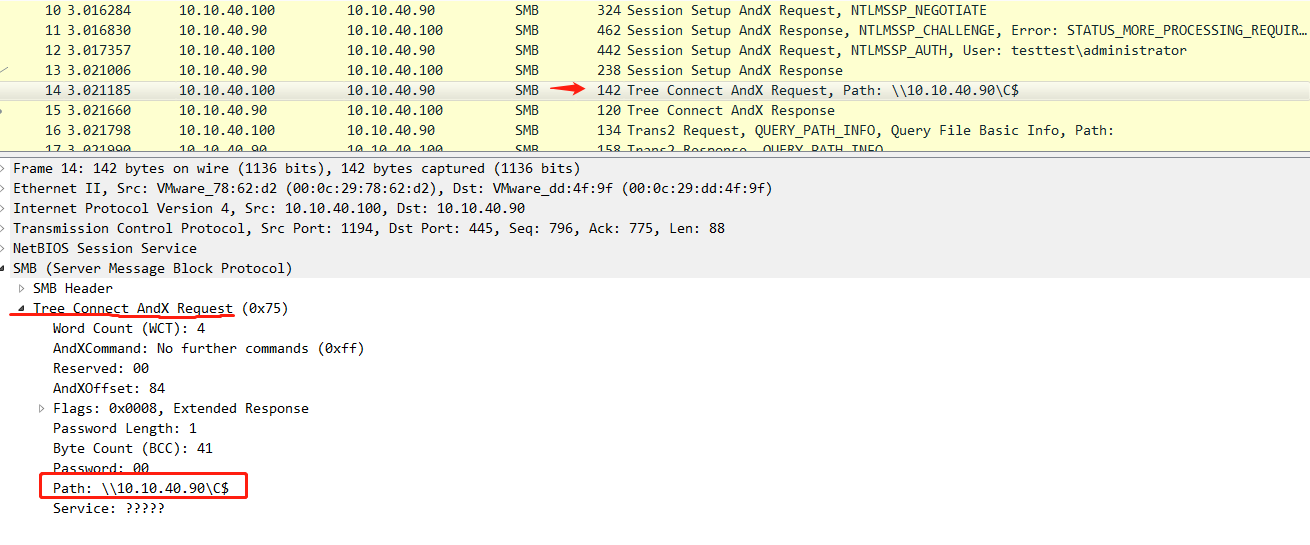 10 3.016284 10.10.40.100 10.10.40.90 SMB 324 Session Setup AndX Request, NTLMSSP_NEGOTIATE
11 3.016830 10.10.40.90 10.10.40.100 SMB 462 Session Setup AndX Response, NTLMSSP_CHALLENGE, Error: STATUS_MORE_PROCESSING_REQUIR…
12 3.017357 10.10.40.100 10.10.40.90 SMB 442 Session Setup AndX Request, NTLMSSP_AUTH, User: testtest\administrator
13 3.021006 10.10.40.90 10.10.40.100 SMB 238 Session Setup AndX Response
14 3.021185 10.10.40.100 10.10.40.90 SMB 142 Tree Connect AndX Request, Path: \\10.10.40.90\C$
15 3.021660 10.10.40.90 10.10.40.100 SMB 120 Tree Connect AndX Response
16 3.021798 10.10.40.100 10.10.40.90 SMB 134 Trans2 Request, QUERY_PATH_INFO, Query File Basic Info, Path:
17 3.021990 10.10.40.90 10.10.40.100 SMB 158 Trans2 Response, QUERY_PATH_INFO
Frame 14: 142 bytes on wire (1136 bits), 142 bytes captured (1136 bits)
Ethernet II, Src: VMware_78:62:d2 (00:0c:29:78:62:d2), Dst: VMware_dd:4f:9f (00:0c:29:dd:4f:9f)
Internet Protocol Version 4, Src: 10.10.40.100, Dst: 10.10.40.90
Transmission Control Protocol, Src Port: 1194, Dst Port: 445, Seq: 796, Ack: 775, Len: 88
NetBIOS Session Service
SMB (Server Message Block Protocol)
SMB Header
Tree Connect AndX Request (0x75)
Word Count (WCT): 4
AndXCommand: No further commands (0xff)
Reserved: 00
AndXOffset: 84
Flags: 0x0008, Extended Response
Password Length: 1
Byte Count (BCC): 41
Password: 00
Path: \\10.10.40.90\C$
Service: ?????